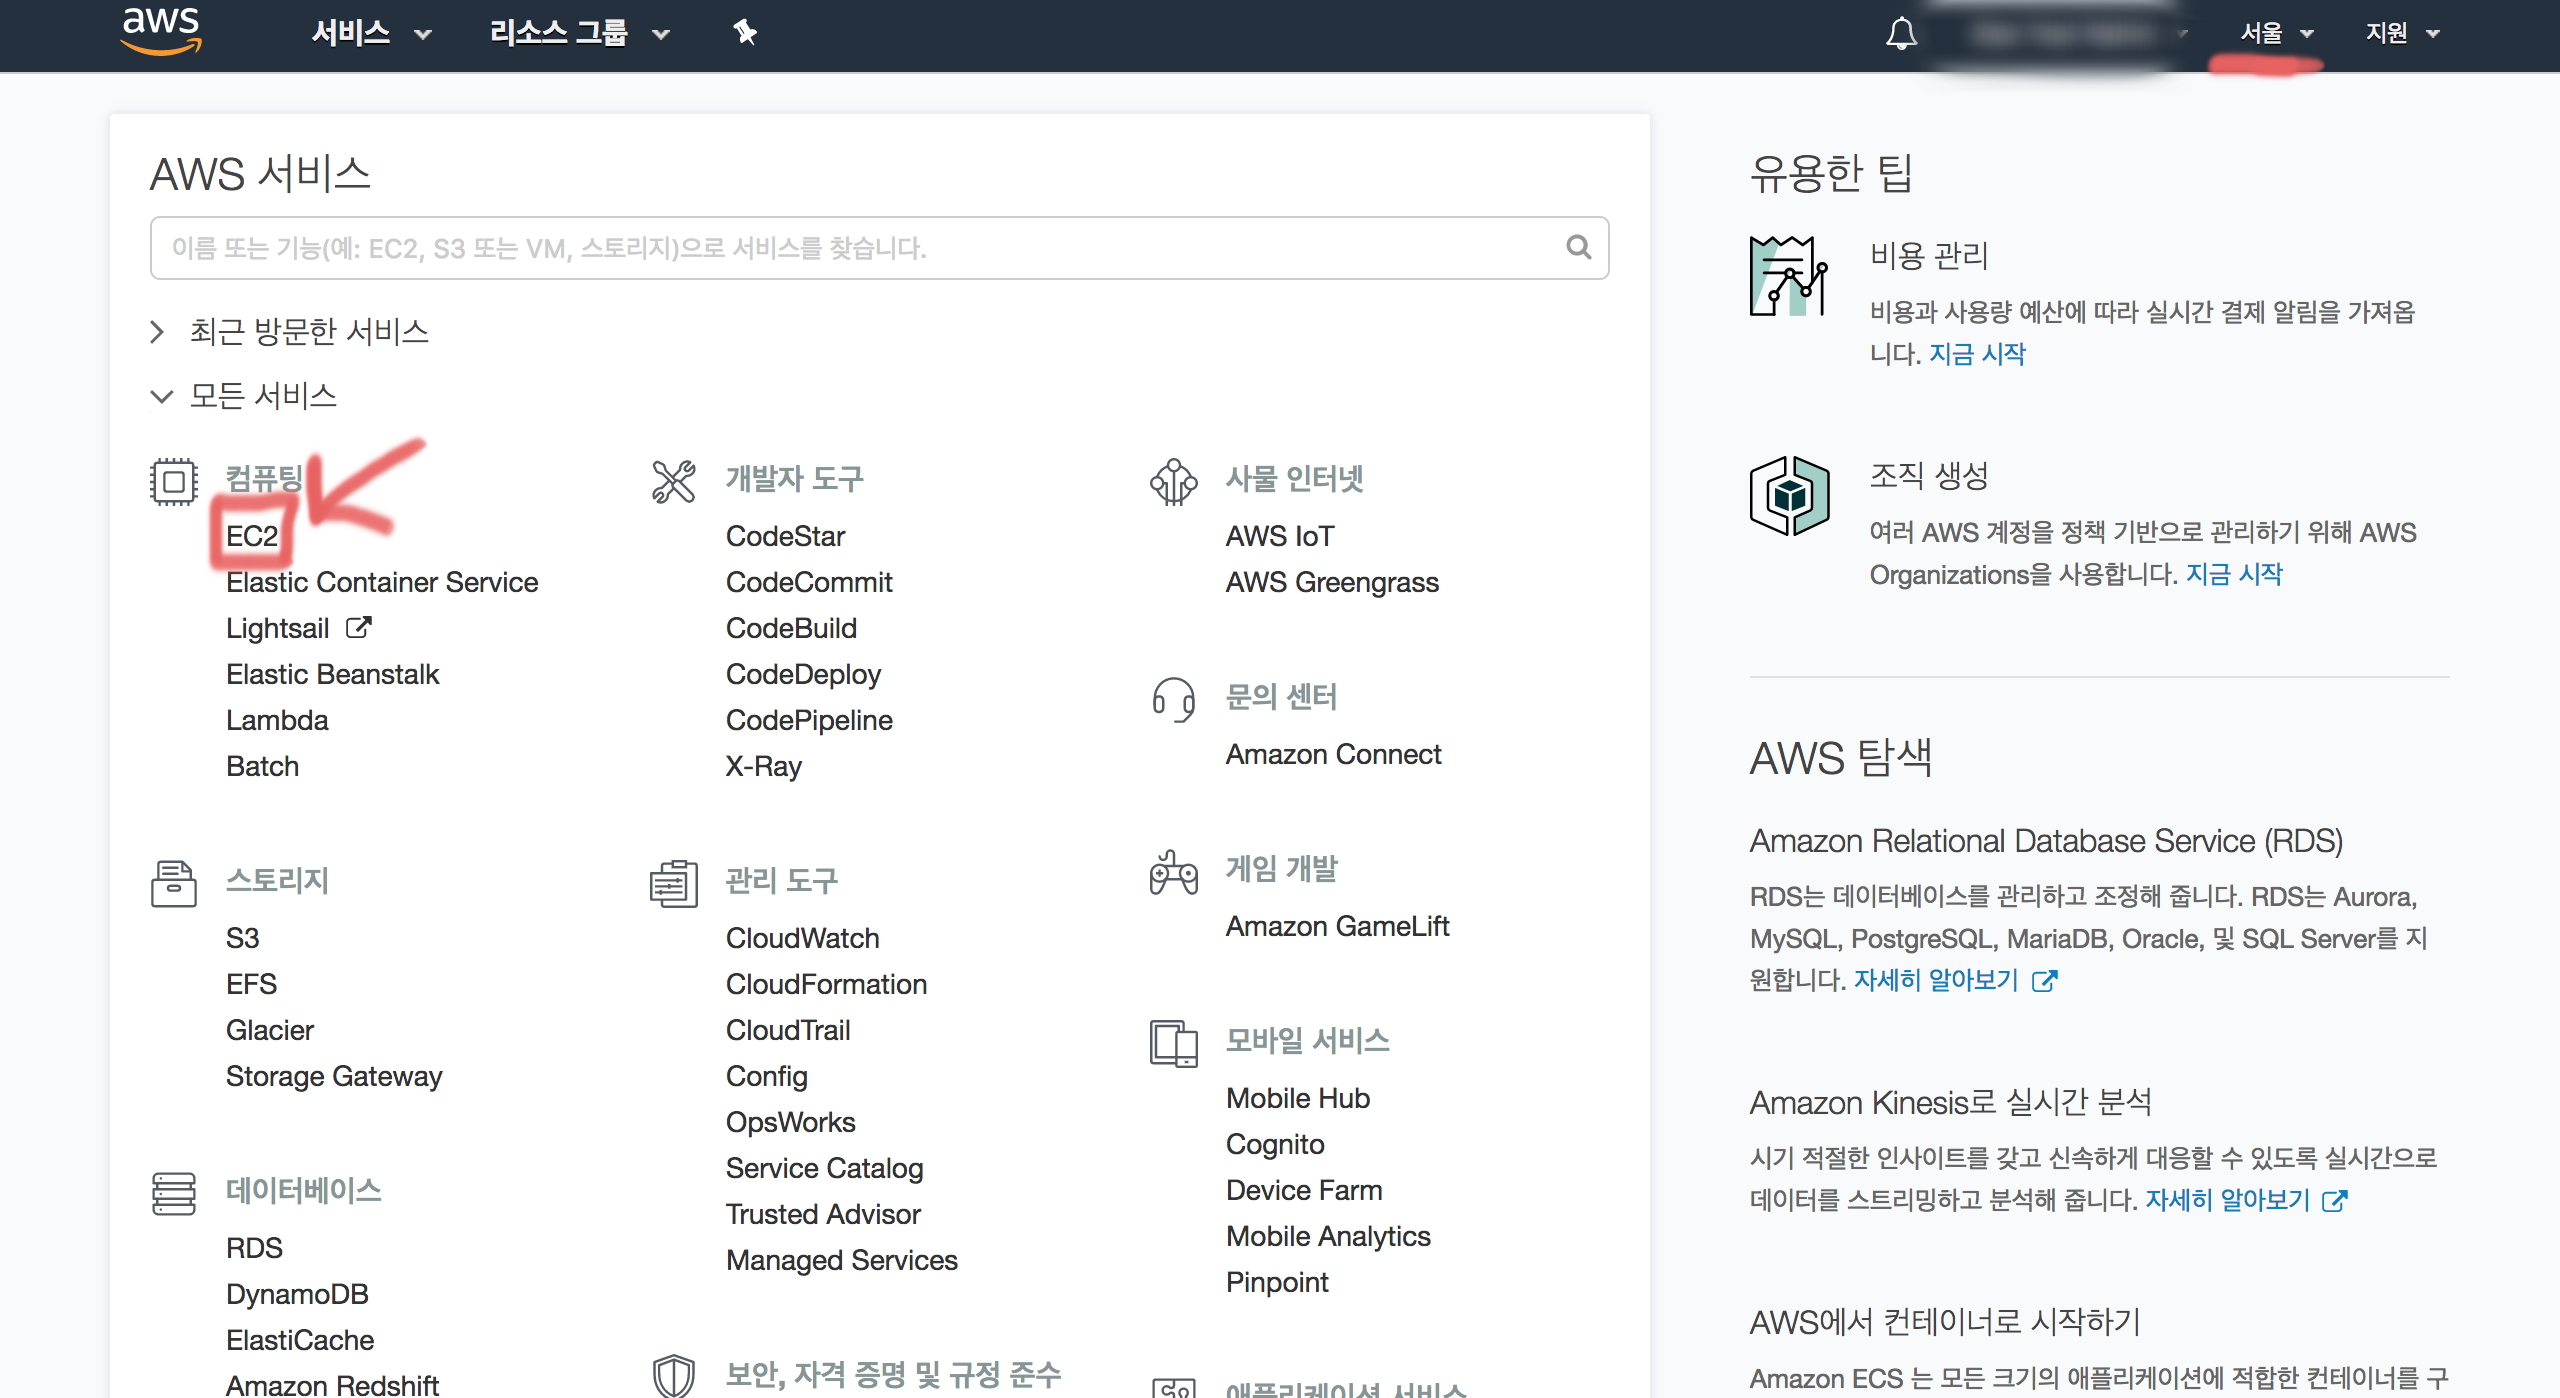 aws
서비스
리소스 그룹
서울
지원
AWS 서비스
이름 또는 기능(예: EC2, S3 또는 VM, 스토리지)으로 서비스를 찾습니다.
최근 방문한 서비스
모든 서비스
컴퓨팅
EC2
Elastic Container Service
Lightsail
Elastic Beanstalk
Lambda
Batch
스토리지
S3
EFS
Glacier
Storage Gateway
데이터베이스
RDS
DynamoDB
ElastiCache
Amazon Redshift
개발자 도구
CodeStar
CodeCommit
CodeBuild
CodeDeploy
CodePipeline
X-Ray
관리 도구
CloudWatch
CloudFormation
CloudTrail
Config
OpsWorks
Service Catalog
Trusted Advisor
Managed Services
보안, 자격 증명 및 규정 준수
사물 인터넷
AWS IoT
AWS Greengrass
문의 센터
Amazon Connect
게임 개발
Amazon GameLift
모바일 서비스
Mobile Hub
Cognito
Device Farm
Mobile Analytics
Pinpoint
애플리케이션 서비스
유용한 팁
비용 관리
비용과 사용량 예산에 따라 실시간 결제 알림을 가져옵
니다. 지금 시작
조직 생성
여러 AWS 계정을 정책 기반으로 관리하기 위해 AWS
Organizations을 사용합니다. 지금 시작
AWS 탐색
Amazon Relational Database Service (RDS)
RDS는 데이터베이스를 관리하고 조정해 줍니다. RDS는 Aurora,
MySQL, PostgreSQL, MariaDB, Oracle, 및 SQL Server를 지
원합니다. 자세히 알아보기
Amazon Kinesis로 실시간 분석
시기 적절한 인사이트를 갖고 신속하게 대응할 수 있도록 실시간으로
데이터를 스트리밍하고 분석해 줍니다. 자세히 알아보기
AWS에서 컨테이너로 시작하기
Amazon ECS 는 모든 크기의 애플리케이션에 적합한 컨테이너를 구